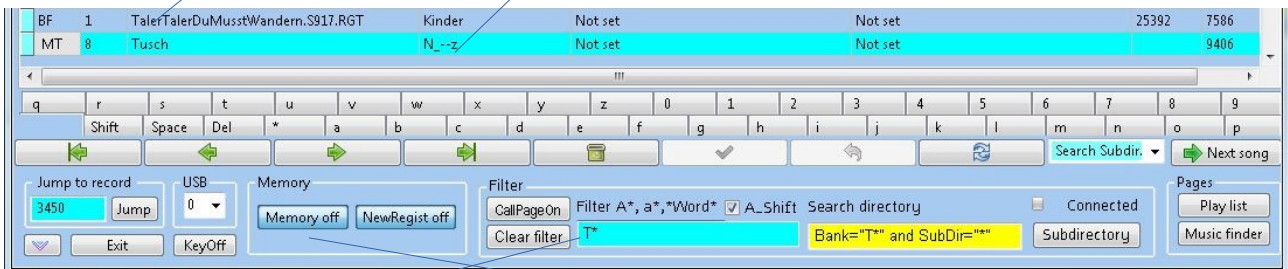 BF 1 TalerTalerDuMusstWandern.S917.RGT Kinder Not set Not set 25392 7586
MT 8 Tusch N_--z Not set Not set 9406
q r s t u v w x y z 0 1 2 3 4 5 6 7 8 9
Shift Space Del * a b c d e f g h i j k l m n o p
Search Subdir. Next song
Jump to record USB Memory Filter Pages
3450 Jump 0 Memory off NewRegist off CallPageOn Filter A*, a*,*Word* A_Shift Search directory Connected Play list
Exit KeyOff Clear filter T* Bank="T*" and SubDir="*" Subdirectory Music finder